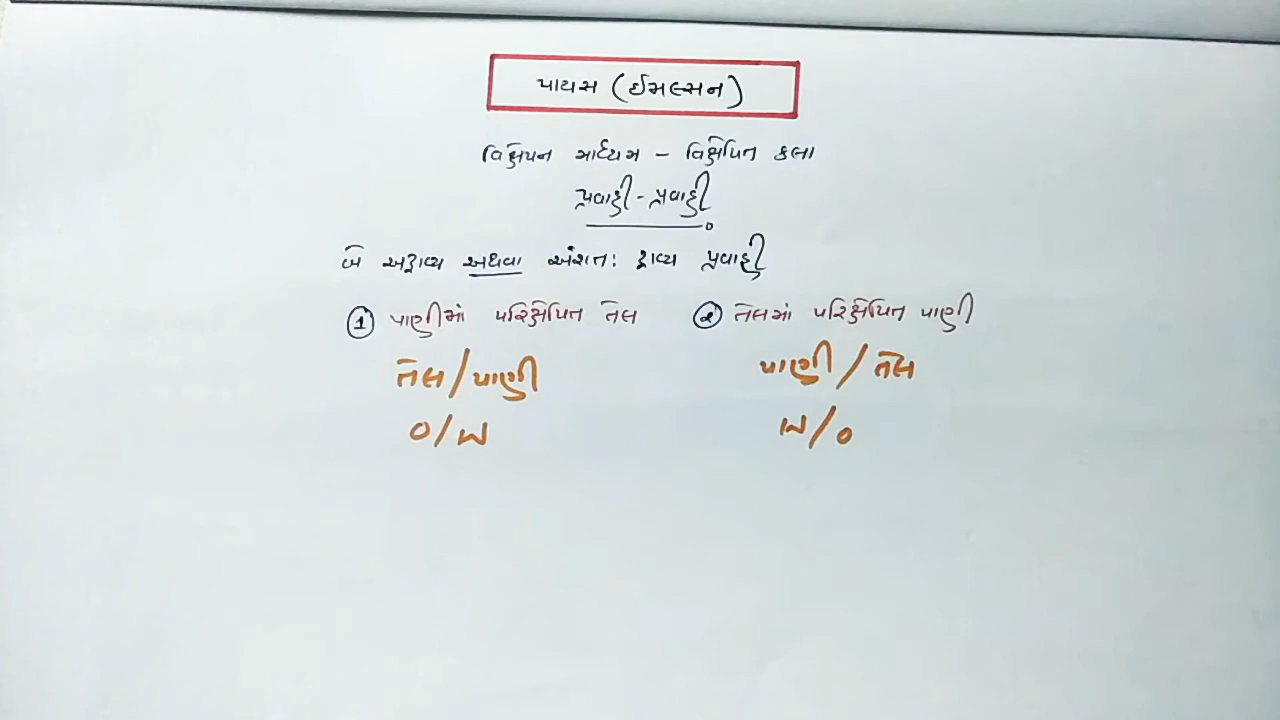 પાયસ (ઈમલ્સન)
વિક્ષેપન માધ્યમ - વિક્ષેપિત કલા
પ્રવાહી - પ્રવાહી
બે અદ્રાવ્ય અથવા અંશત: દ્રાવ્ય પ્રવાહી
① પાણીમાં પરિક્ષેપિત તેલ
② તેલમાં પરિક્ષેપિત પાણી
તેલ/પાણી
પાણી/તેલ
O/W
W/O